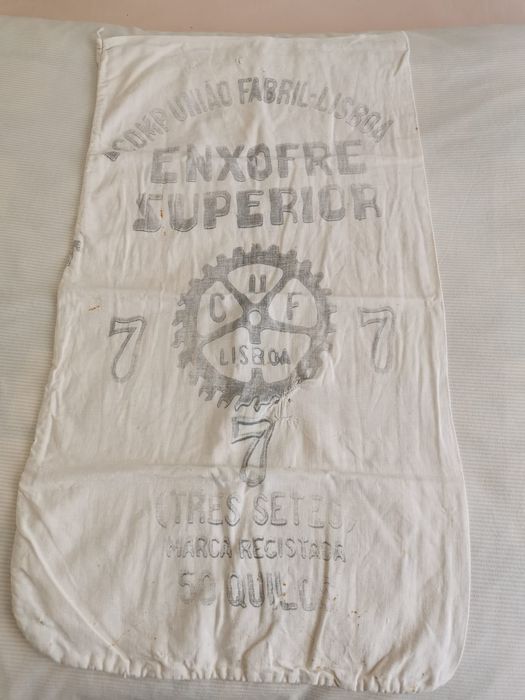 COMP UNIÃO FABRIL-LISBOA
ENXOFRE
SUPERIOR
C U F
LISBOA
7 7
7
(TRES SETES)
MARCA REGISTADA
50 QUILOS